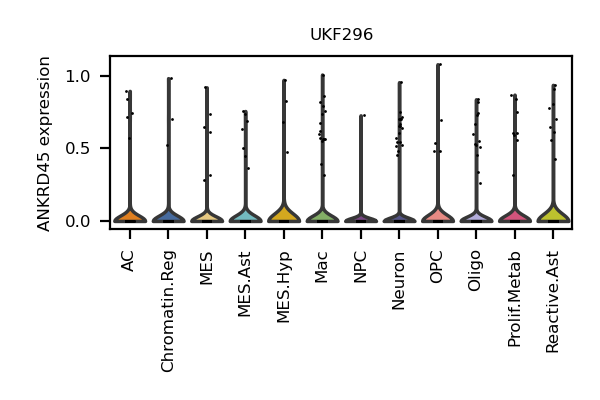 UKF296
ANKRD45 expression
1.0
0.5
0.0
AC
Chromatin.Reg
MES
MES.Ast
MES.Hyp
Mac
NPC
Neuron
OPC
Oligo
Prolif.Metab
Reactive.Ast